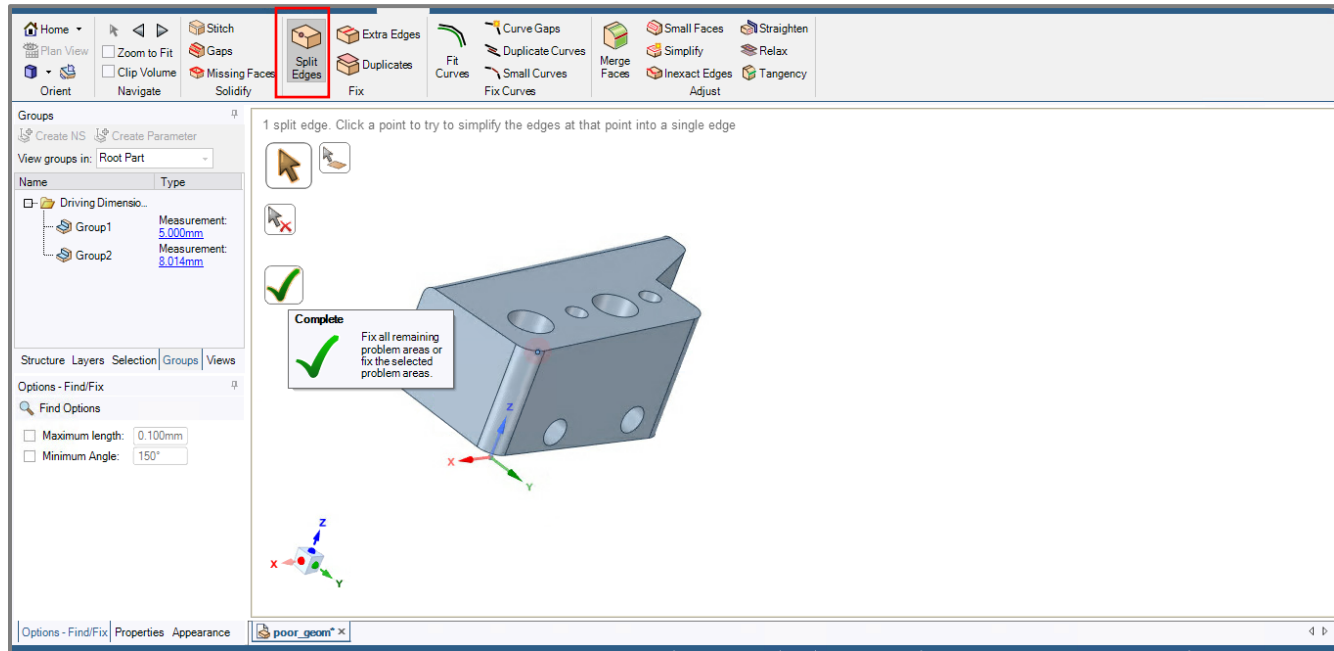 Home
Plan View
Orient
Zoom to Fit
Clip Volume
Navigate
Stitch
Gaps
Missing Faces
Solidify
Split
Edges
Extra Edges
Duplicates
Fix
Fit
Curves
Curve Gaps
Duplicate Curves
Small Curves
Fix Curves
Merge
Faces
Small Faces
Simplify
Inexact Edges
Straighten
Relax
Tangency
Adjust
Groups
Create NS Create Parameter
View groups in: Root Part
Name Type
Driving Dimensio...
Group1 Measurement:
5.000mm
Group2 Measurement:
8.014mm
Structure Layers Selection Groups Views
Options - Find/Fix
Find Options
Maximum length: 0.100mm
Minimum Angle: 150°
Options - Find/Fix Properties Appearance
1 split edge. Click a point to try to simplify the edges at that point into a single edge
Complete
Fix all remaining
problem areas or
fix the selected
problem areas.
Z
X
Y
Z
X
Y
poor_geom* ×